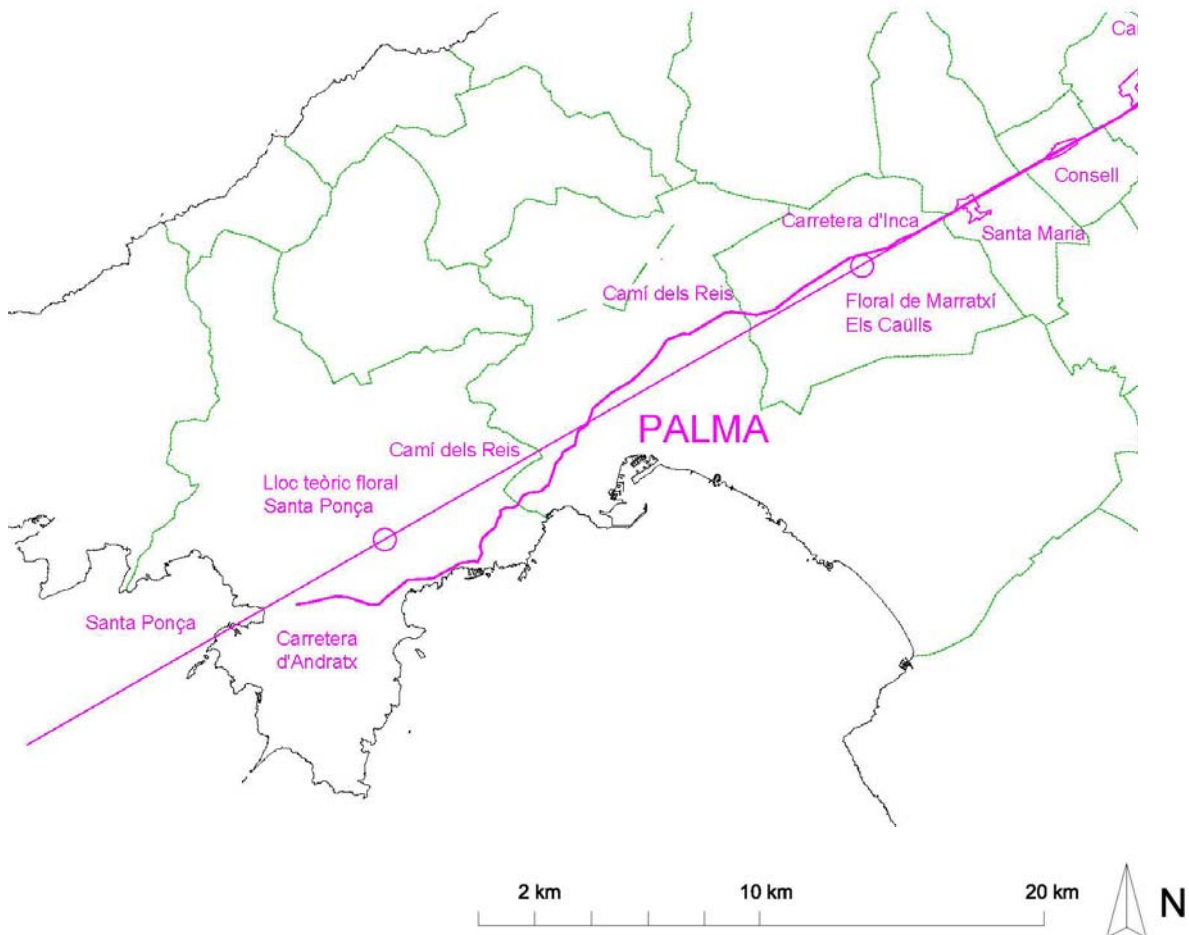 Cai
Consell
Carretera d'Inca
Santa Maria
Camí dels Reis
Floral de Marratxí
Els Caülls
PALMA
Camí dels Reis
Lloc teòric floral
Santa Ponça
Santa Ponça
Carretera
d'Andratx
2 km
10 km
20 km
N